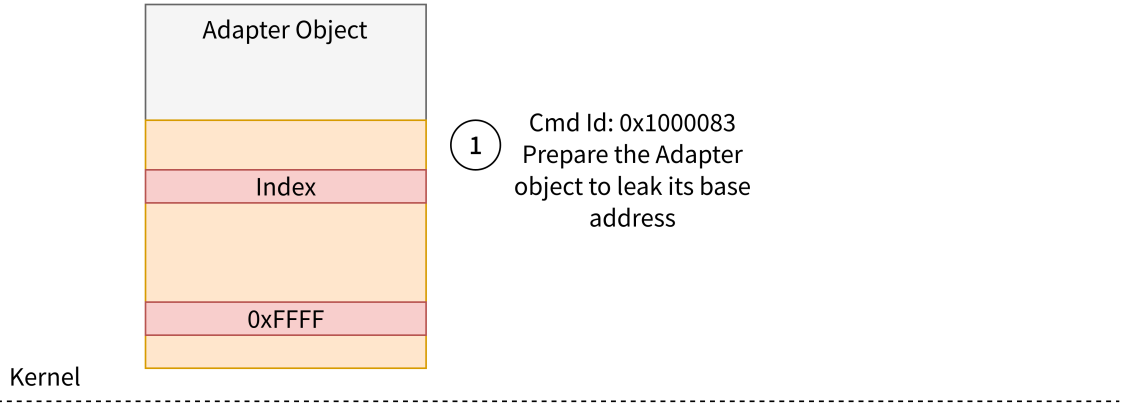 Adapter Object
1
Cmd Id: 0x1000083
Prepare the Adapter
object to leak its base
address
Index
0xFFFF
Kernel